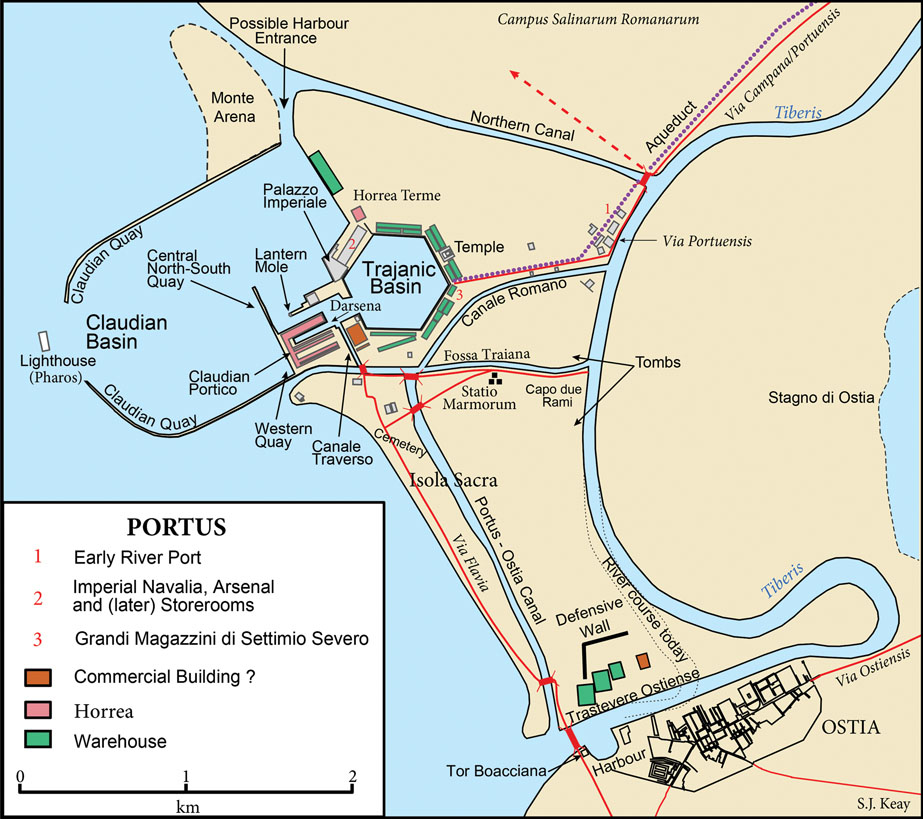 Possible Harbour
Entrance
Campus Salinarum Romanarum
Via Campana/Portuensis
Monte
Arena
Northern Canal
Aqueduct
Tiberis
Palazzo
Imperiale
Horrea Terme
1
2
Via Portuensis
Claudian Quay
Central
North-South
Quay
Lantern
Mole
Temple
Trajanic
Basin
Darsena
3
Canale Romano
Claudian
Basin
Lighthouse
(Pharos)
Claudian
Portico
Fossa Traiana
Tombs
Claudian Quay
Statio
Marmorum
Capo due
Rami
Stagno di Ostia
Western
Quay
Canale
Traverso
Cemetery
Isola Sacra
Portus - Ostia Canal
Via Flavia
River course today
Tiberis
Defensive
Wall
Trastevere Ostiense
Via Ostiensis
OSTIA
Harbour
Tor Boacciana
S.J. Keay
PORTUS
1 Early River Port
2 Imperial Navalia, Arsenal
and (later) Storerooms
3 Grandi Magazzini di Settimio Severo
Commercial Building ?
Horrea
Warehouse
0 1 2
km